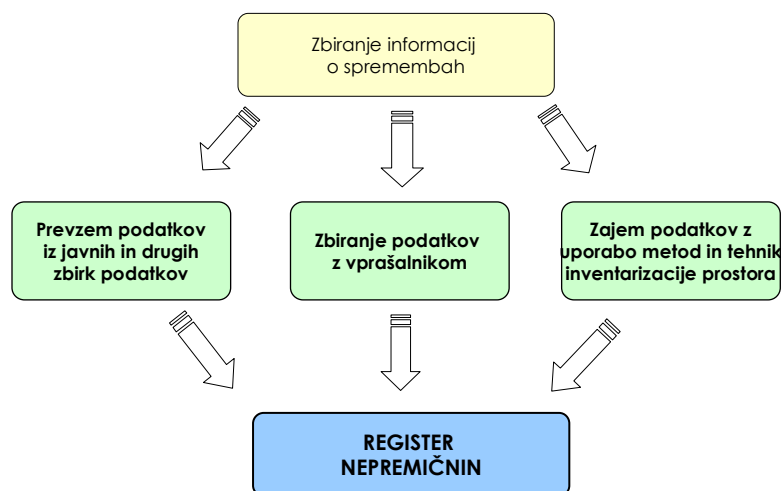 Zbiranje informacij
o spremembah
Prevzem podatkov
iz javnih in drugih
zbirk podatkov
Zbiranje podatkov
z vprašalnikom
Zajem podatkov z
uporabo metod in tehnik
inventarizacije prostora
REGISTER
NEPREMIČNIN